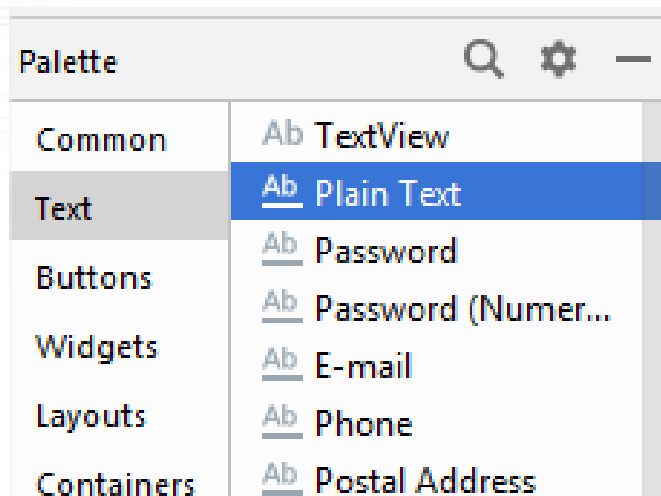 Palette
Common
Text
Buttons
Widgets
Layouts
Containers
Ab TextView
Ab Plain Text
Ab Password
Ab Password (Numer...
Ab E-mail
Ab Phone
Ab Postal Address